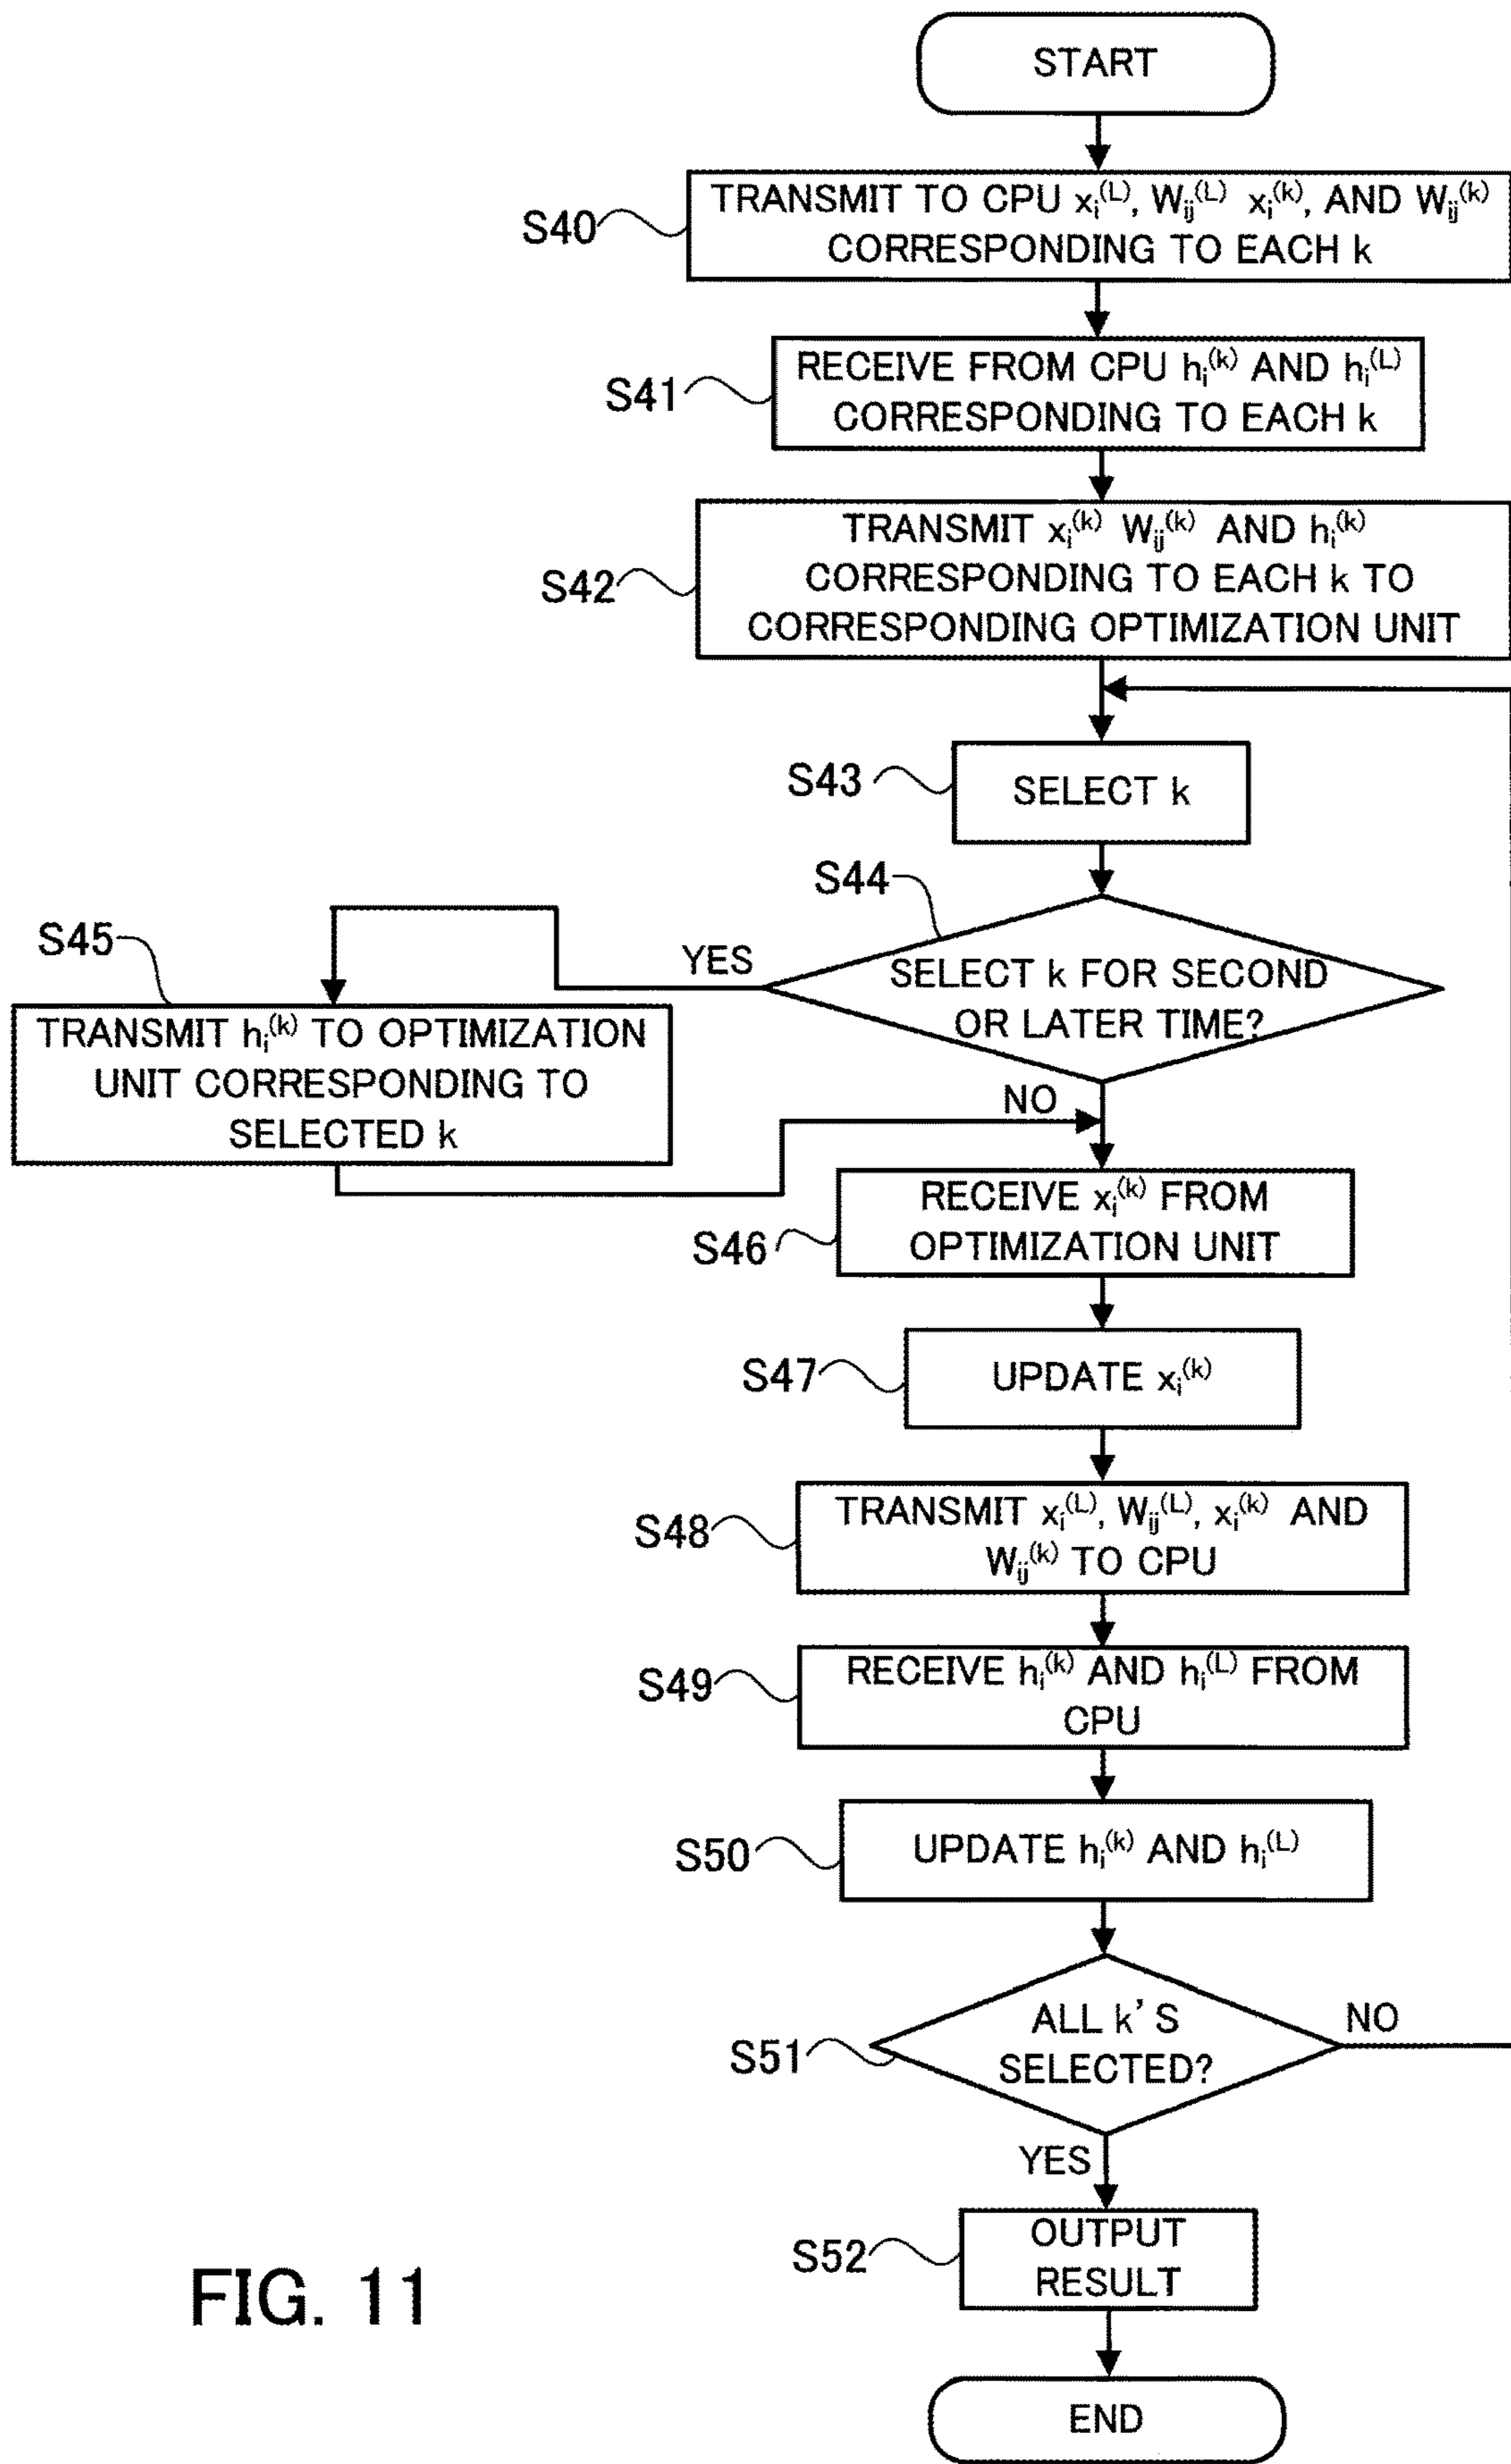 START
S40
TRANSMIT TO CPU xᵢ⁽ᴸ⁾, Wᵢⱼ⁽ᴸ⁾ xᵢ⁽ᵏ⁾, AND Wᵢⱼ⁽ᵏ⁾
CORRESPONDING TO EACH k
S41
RECEIVE FROM CPU hᵢ⁽ᵏ⁾ AND hᵢ⁽ᴸ⁾
CORRESPONDING TO EACH k
S42
TRANSMIT xᵢ⁽ᵏ⁾ Wᵢⱼ⁽ᵏ⁾ AND hᵢ⁽ᵏ⁾
CORRESPONDING TO EACH k TO
CORRESPONDING OPTIMIZATION UNIT
S43
SELECT k
S44
SELECT k FOR SECOND
OR LATER TIME?
YES
NO
S45
TRANSMIT hᵢ⁽ᵏ⁾ TO OPTIMIZATION
UNIT CORRESPONDING TO
SELECTED k
S46
RECEIVE xᵢ⁽ᵏ⁾ FROM
OPTIMIZATION UNIT
S47
UPDATE xᵢ⁽ᵏ⁾
S48
TRANSMIT xᵢ⁽ᴸ⁾, Wᵢⱼ⁽ᴸ⁾, xᵢ⁽ᵏ⁾ AND
Wᵢⱼ⁽ᵏ⁾ TO CPU
S49
RECEIVE hᵢ⁽ᵏ⁾ AND hᵢ⁽ᴸ⁾ FROM
CPU
S50
UPDATE hᵢ⁽ᵏ⁾ AND hᵢ⁽ᴸ⁾
S51
ALL k'S
SELECTED?
NO
YES
S52
OUTPUT
RESULT
END
FIG. 11